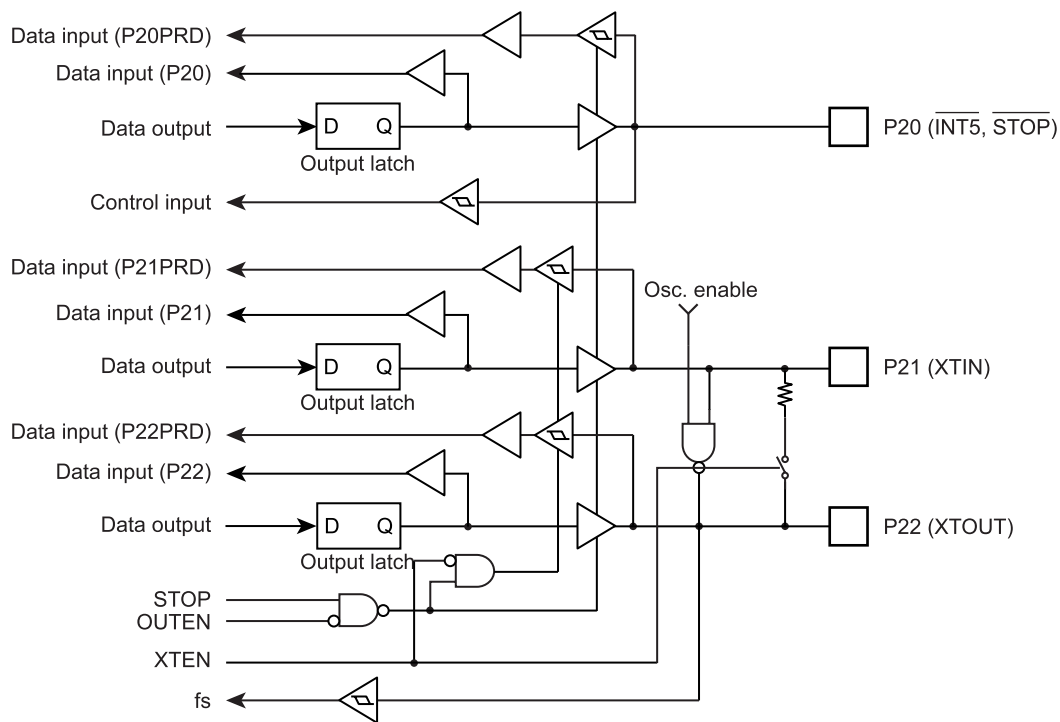 Data input (P20PRD)
Data input (P20)
Data output
D Q
Output latch
P20 (INT5, STOP)
Control input
Data input (P21PRD)
Osc. enable
Data input (P21)
Data output
D Q
Output latch
P21 (XTIN)
Data input (P22PRD)
Data input (P22)
Data output
D Q
Output latch
P22 (XTOUT)
STOP
OUTEN
XTEN
fs